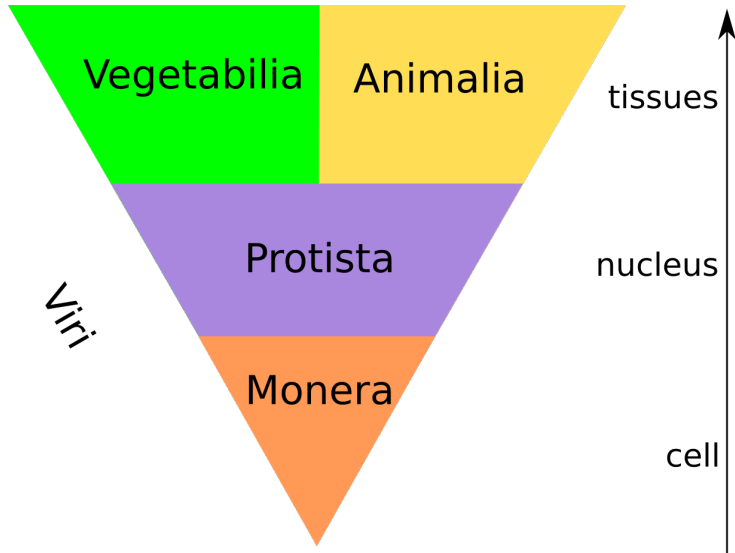 Vegetabilia
Animalia
tissues
Protista
nucleus
Viri
Monera
cell